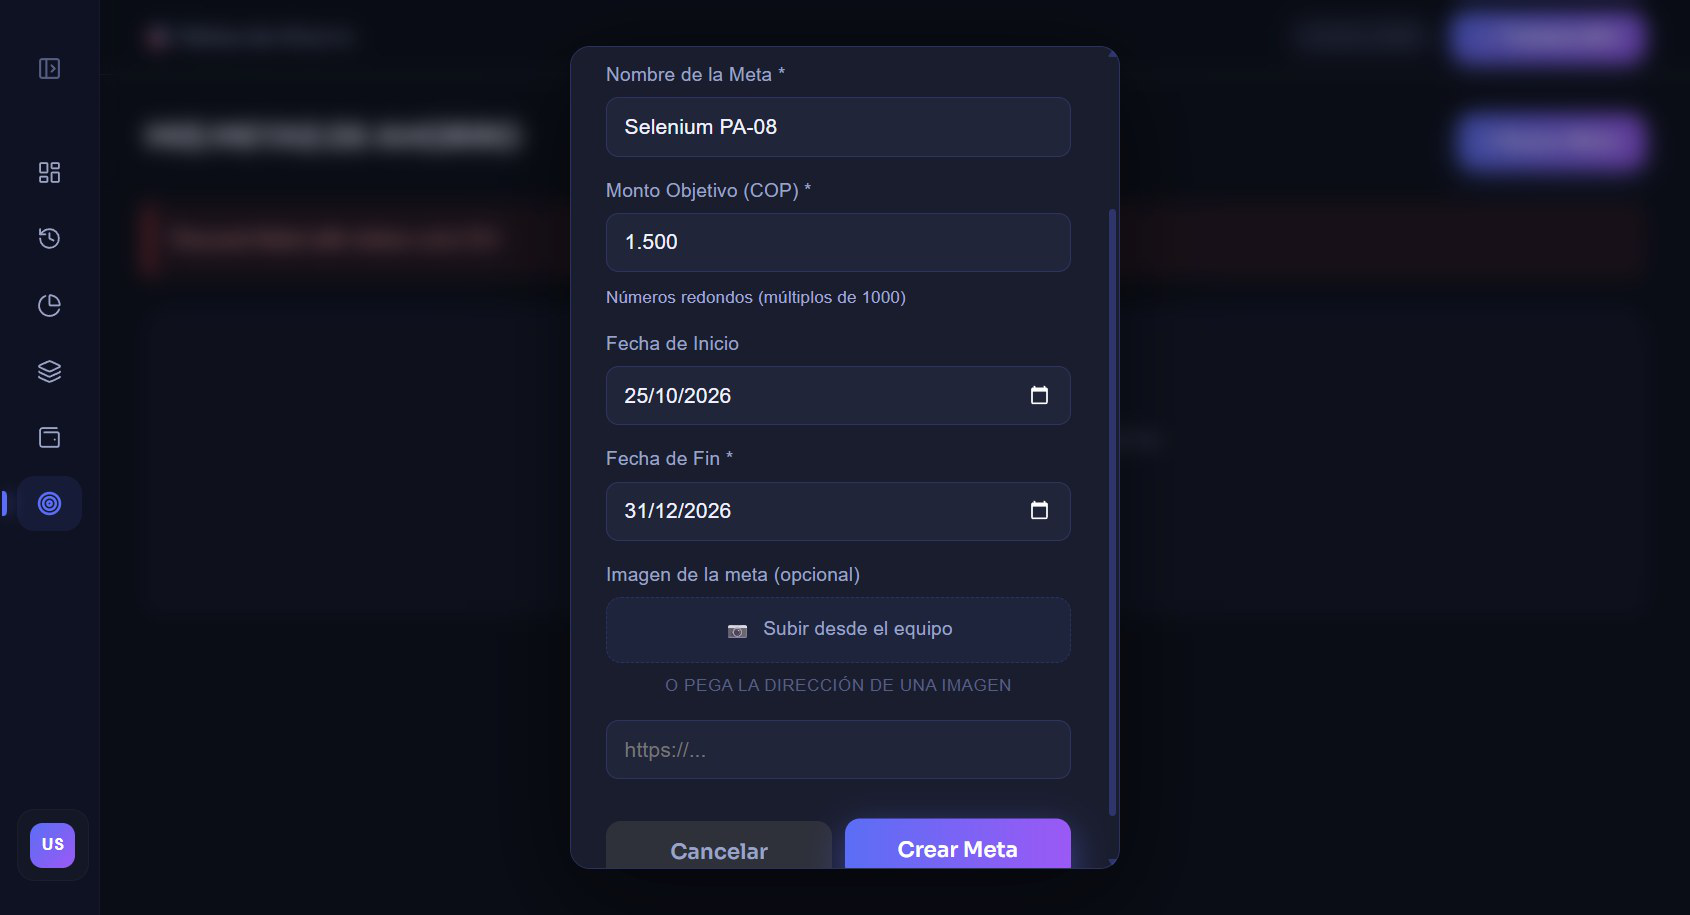 Nombre de la Meta *
Selenium PA-08
Monto Objetivo (COP) *
1.500
Números redondos (múltiplos de 1000)
Fecha de Inicio
25/10/2026
Fecha de Fin *
31/12/2026
Imagen de la meta (opcional)
Subir desde el equipo
O PEGA LA DIRECCIÓN DE UNA IMAGEN
https://...
Cancelar
Crear Meta
US